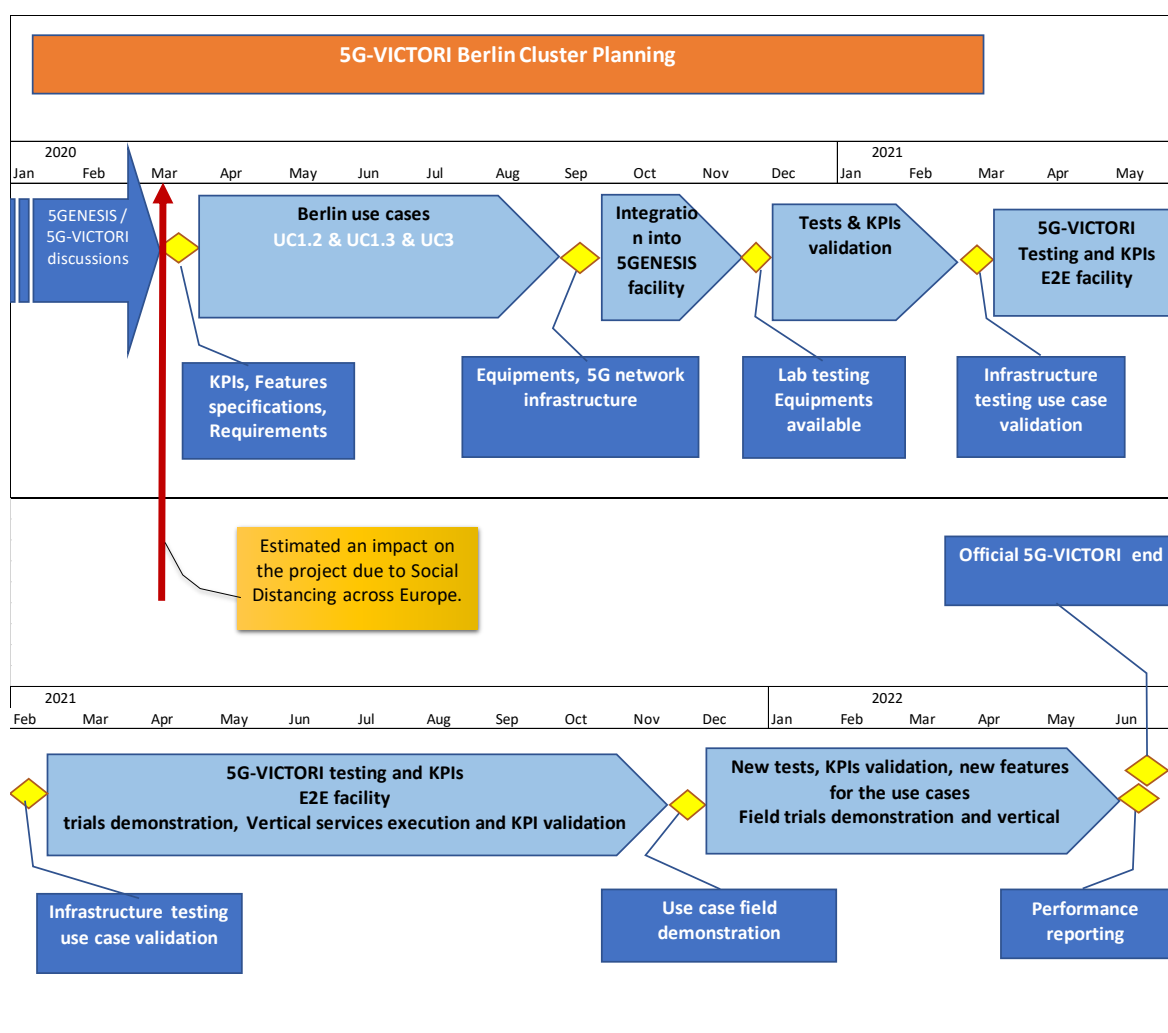 5G-VICTORI Berlin Cluster Planning
2020
2021
Jan Feb Mar Apr May Jun Jul Aug Sep Oct Nov Dec Jan Feb Mar Apr May
5GENESIS /
5G-VICTORI
discussions
Berlin use cases
UC1.2 & UC1.3 & UC3
Integratio
n into
5GENESIS
facility
Tests & KPIs
validation
5G-VICTORI
Testing and KPIs
E2E facility
KPIs, Features
specifications,
Requirements
Equipments, 5G network
infrastructure
Lab testing
Equipments
available
Infrastructure
testing use case
validation
Estimated an impact on
the project due to Social
Distancing across Europe.
Official 5G-VICTORI end
2021
2022
Feb Mar Apr May Jun Jul Aug Sep Oct Nov Dec Jan Feb Mar Apr May Jun
5G-VICTORI testing and KPIs
E2E facility
trials demonstration, Vertical services execution and KPI validation
New tests, KPIs validation, new features
for the use cases
Field trials demonstration and vertical
Infrastructure testing
use case validation
Use case field
demonstration
Performance
reporting